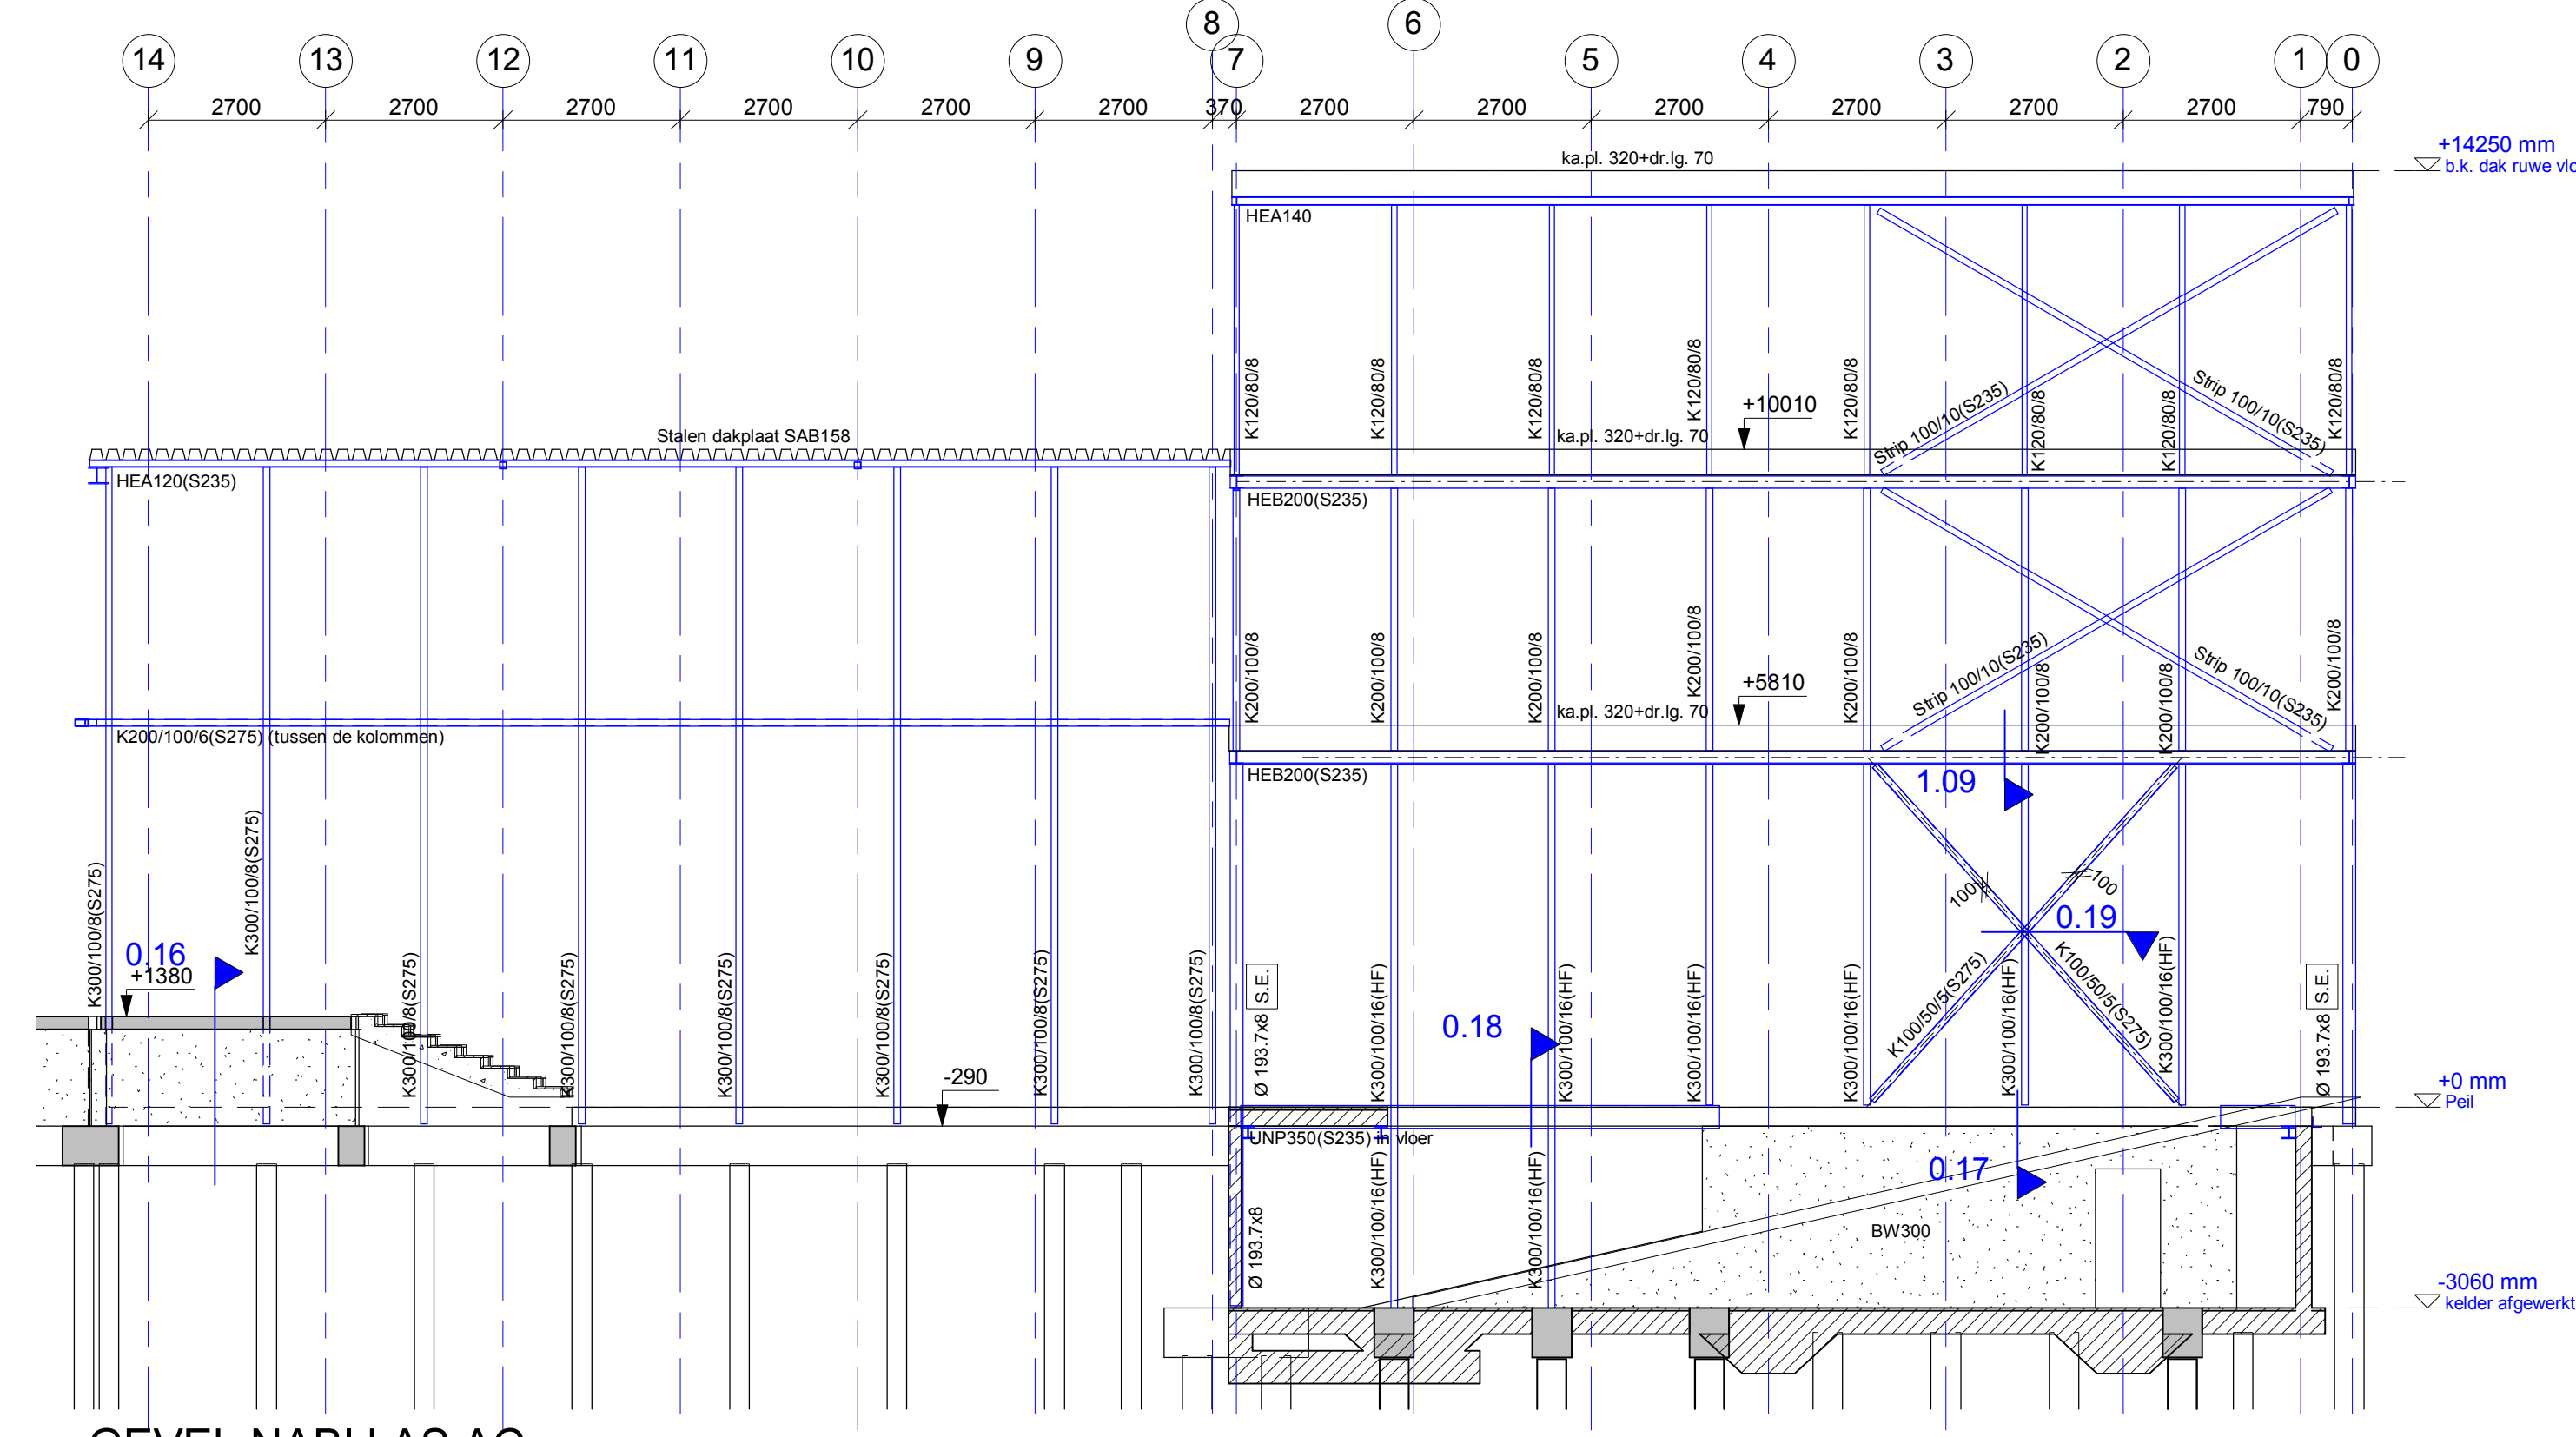 8 6
14 13 12 11 10 9 7 5 4 3 2 1 0
2700 2700 2700 2700 2700 2700 370 2700 2700 2700 2700 2700 2700 790
+14250 mm
ka.pl. 320+dr.lg. 70
b.k. dak ruwe
HEA140
K120/80/8
K120/80/8
K120/80/8
K120/80/8
K120/80/8
K120/80/8
K120/80/8
K120/80/8
Strip 100/10(S235)
Strip 100/10(S235)
+10010
Stalen dakplaat SAB158
ka.pl. 320+dr.lg. 70
HEA120(S235)
HEB200(S235)
K200/100/8
K200/100/8
K200/100/8
K200/100/8
K200/100/8
K200/100/8
K200/100/8
K200/100/8
Strip 100/10(S235)
Strip 100/10(S235)
+5810
ka.pl. 320+dr.lg. 70
K200/100/6(S275) (tussen de kolommen)
HEB200(S235)
1.09
100
100
0.19
K300/100/8(S275)
K300/100/8(S275)
0.16
+1380
K300/100/8(S275)
K300/100/8(S275)
K300/100/8(S275)
K300/100/8(S275)
K300/100/8(S275)
K300/100/8(S275)
Ø 193.7x8 S.E.
K300/100/16(HF)
0.18
K300/100/16(HF)
K300/100/16(HF)
K300/100/16(HF)
K100/50/5(S275)
K300/100/16(HF)
K100/50/5(S275)
K300/100/16(HF)
Ø 193.7x8 S.E.
-290
+0 mm
Peil
UNP350(S235) in vloer
0.17
Ø 193.7x8
K300/100/16(HF)
K300/100/16(HF)
BW300
-3060 mm
kelder afgewerkt